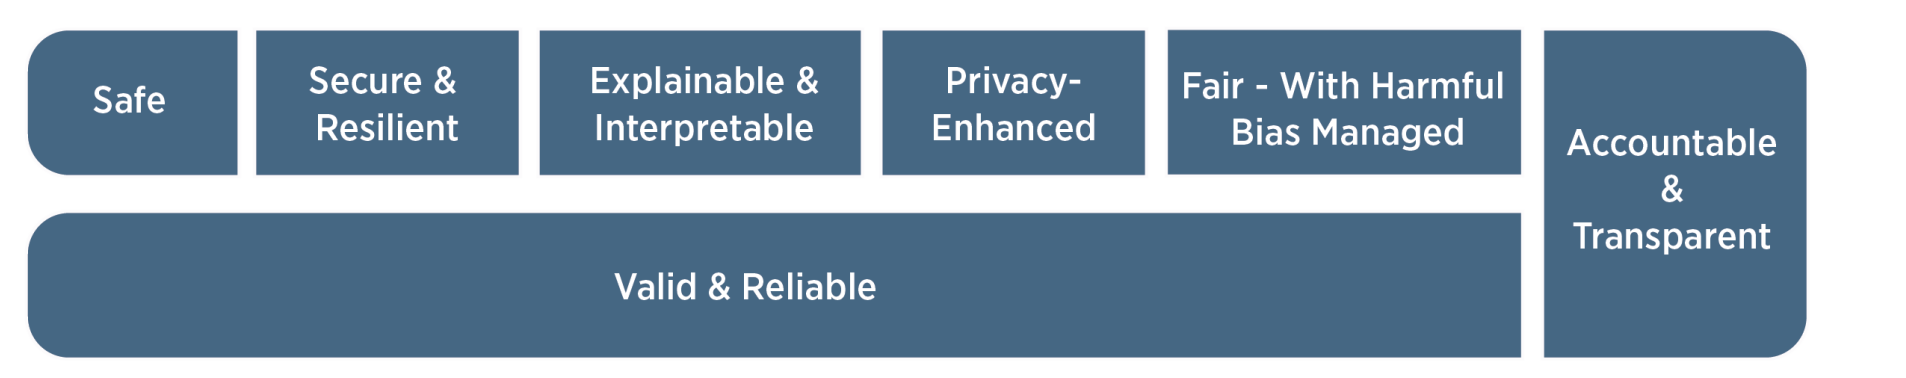 Safe
Secure &
Resilient
Explainable &
Interpretable
Privacy-
Enhanced
Fair - With Harmful
Bias Managed
Accountable
&
Transparent
Valid & Reliable